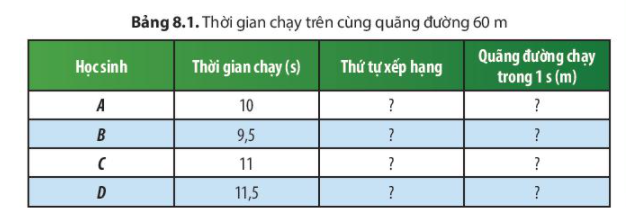 Bảng 8.1. Thời gian chạy trên cùng quãng đường 60 m
Học sinh Thời gian chạy (s) Thứ tự xếp hạng Quãng đường chạy trong 1 s (m)
A 10 ? ?
B 9,5 ? ?
C 11 ? ?
D 11,5 ? ?